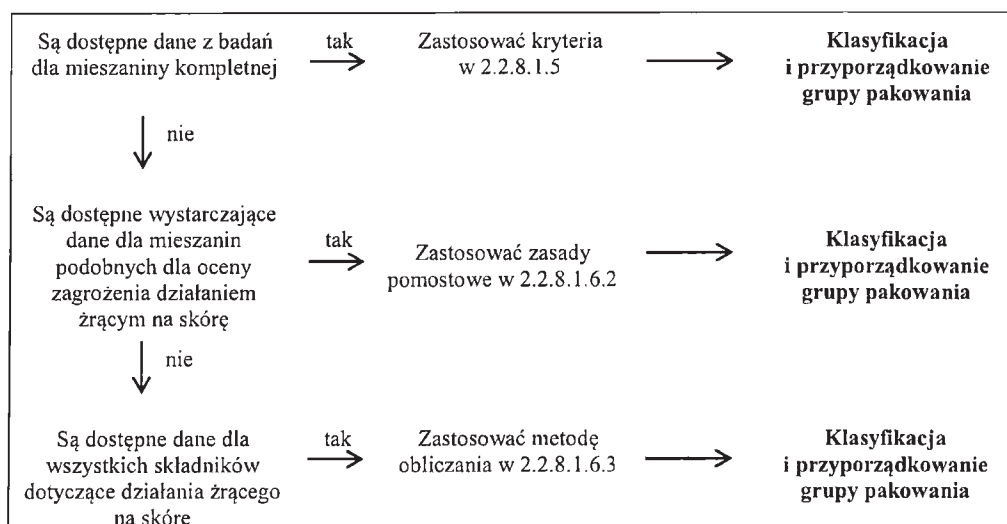 Są dostępne dane z badań
dla mieszaniny kompletnej
tak
Zastosować kryteria
w 2.2.8.1.5
Klasyfikacja
i przyporządkowanie
grupy pakowania
nie
Są dostępne wystarczające
dane dla mieszanin
podobnych dla oceny
zagrożenia działaniem
żrącym na skórę
tak
Zastosować zasady
pomostowe w 2.2.8.1.6.2
Klasyfikacja
i przyporządkowanie
grupy pakowania
nie
Są dostępne dane dla
wszystkich składników
dotyczące działania żrącego
na skórę
tak
Zastosować metodę
obliczania w 2.2.8.1.6.3
Klasyfikacja
i przyporządkowanie
grupy pakowania